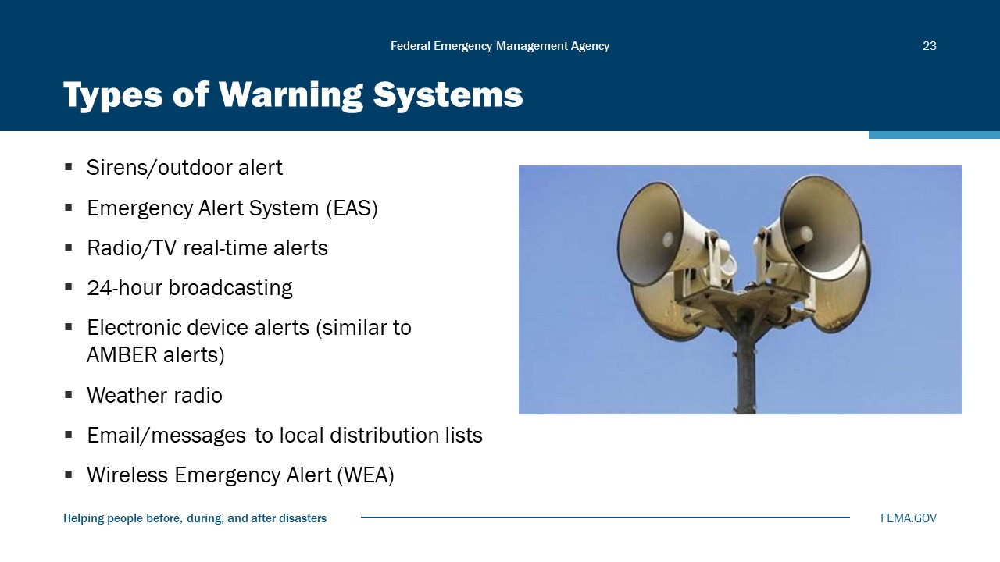 Federal Emergency Management Agency
23
Types of Warning Systems
▪ Sirens/outdoor alert
▪ Emergency Alert System (EAS)
▪ Radio/TV real-time alerts
▪ 24-hour broadcasting
▪ Electronic device alerts (similar to
AMBER alerts)
▪ Weather radio
▪ Email/messages to local distribution lists
▪ Wireless Emergency Alert (WEA)
Helping people before, during, and after disasters
FEMA.GOV